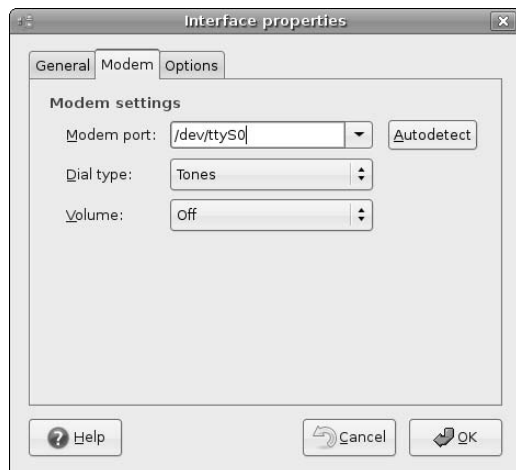 Interface properties
General Modem Options
Modem settings
Modem port: /dev/ttyS0 Autodetect
Dial type: Tones
Volume: Off
Help Cancel OK